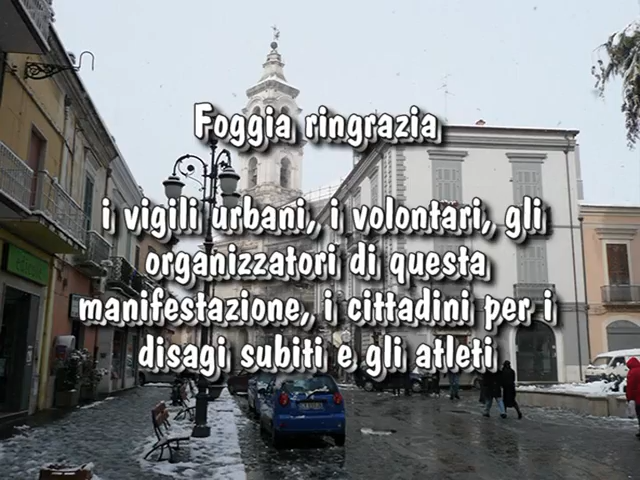 Foggia ringrazia
i vigili urbani, i volontari, gli
organizzatori di questa
manifestazione, i cittadini per i
disagi subiti e gli atleti